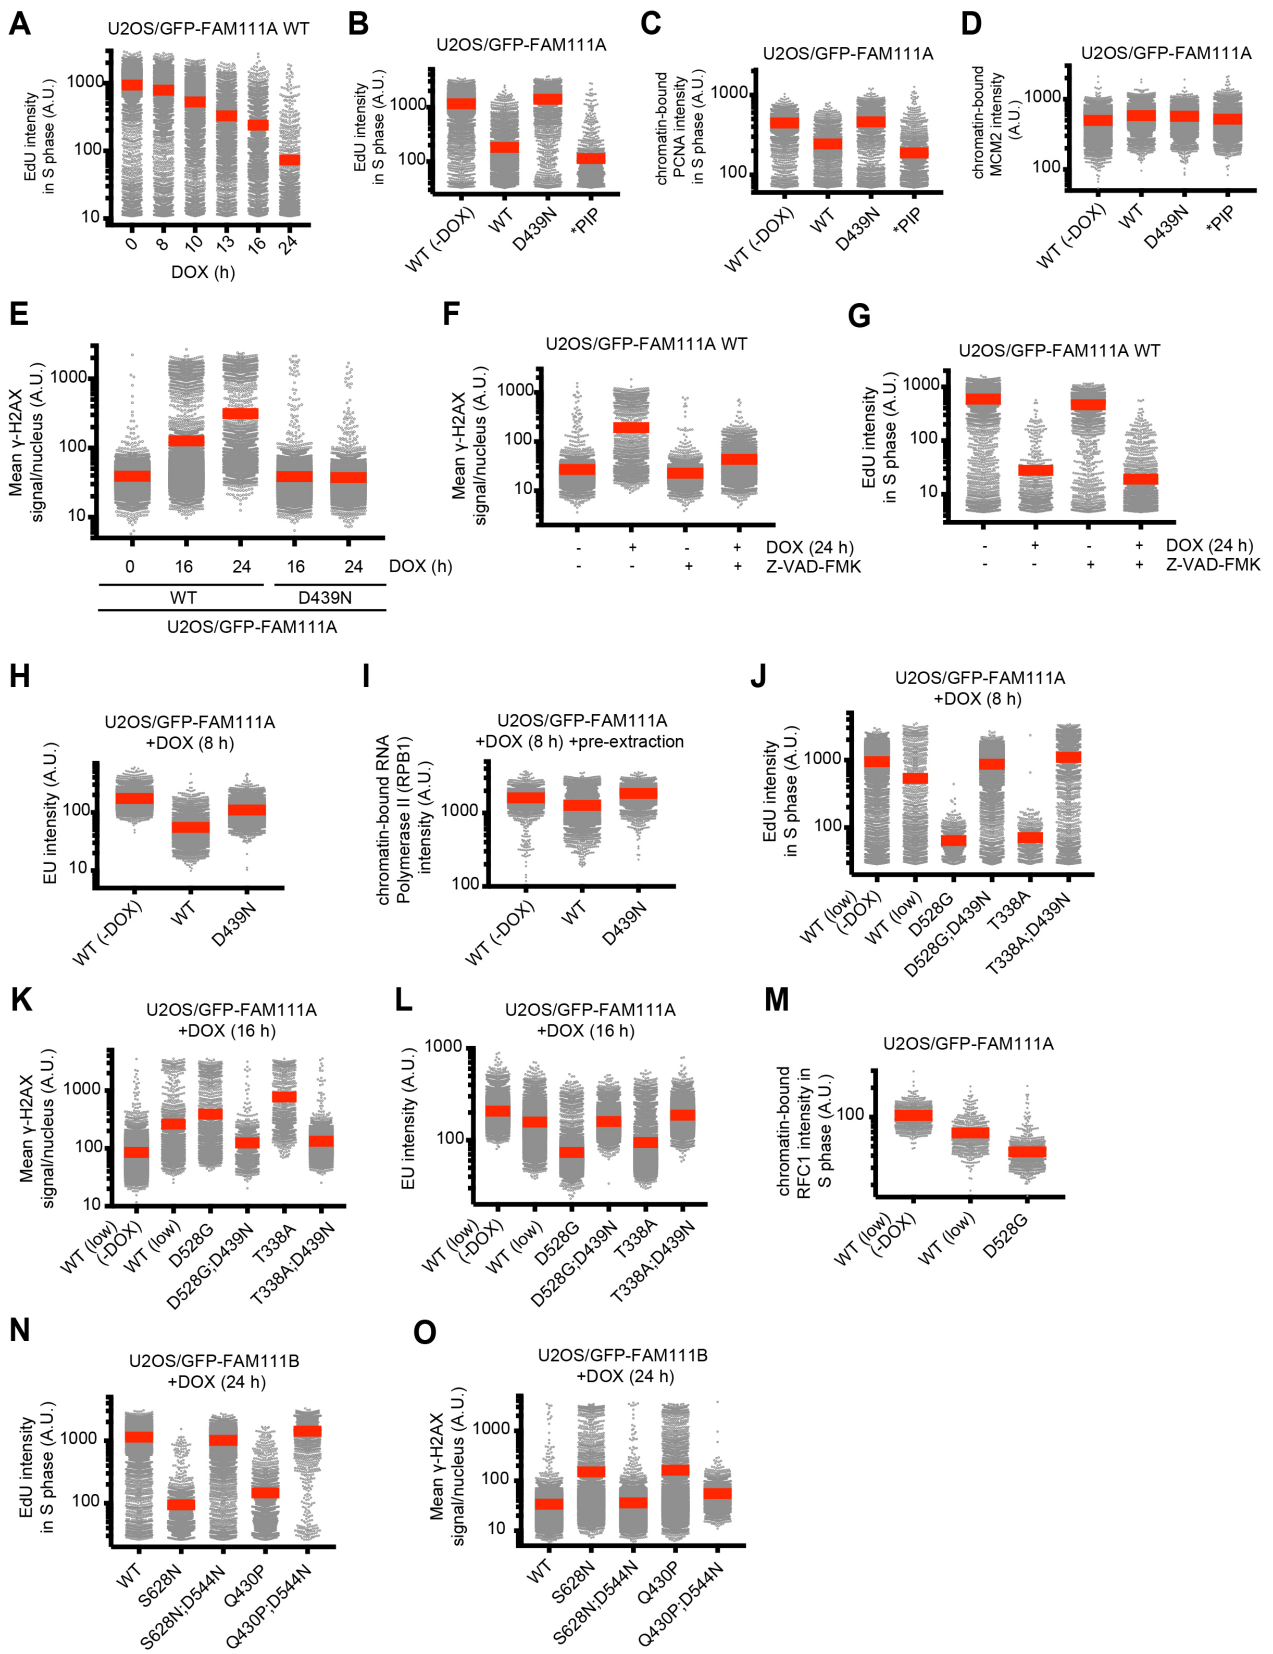 A
U2OS/GFP-FAM111A WT
EdU intensity
in S phase (A.U.)
1000
100
10
0
8
10
13
16
24
DOX (h)
B
U2OS/GFP-FAM111A
EdU intensity
in S phase (A.U.)
1000
100
WT (-DOX)
WT
D439N
*PIP
C
U2OS/GFP-FAM111A
chromatin-bound
PCNA intensity
in S phase (A.U.)
1000
100
WT (-DOX)
WT
D439N
*PIP
D
U2OS/GFP-FAM111A
chromatin-bound
MCM2 intensity
(A.U.)
1000
100
WT (-DOX)
WT
D439N
*PIP
E
Mean γ-H2AX
signal/nucleus (A.U.)
1000
100
10
0
16
24
16
24
DOX (h)
WT
D439N
U2OS/GFP-FAM111A
F
U2OS/GFP-FAM111A WT
Mean γ-H2AX
signal/nucleus (A.U.)
1000
100
10
- + - + DOX (24 h)
- - + + Z-VAD-FMK
G
U2OS/GFP-FAM111A WT
EdU intensity
in S phase (A.U.)
1000
100
10
- + - + DOX (24 h)
- - + + Z-VAD-FMK
H
U2OS/GFP-FAM111A
+DOX (8 h)
EU intensity (A.U.)
100
10
WT (-DOX)
WT
D439N
I
U2OS/GFP-FAM111A
+DOX (8 h) +pre-extraction
chromatin-bound RNA
Polymerase II (RPB1)
intensity (A.U.)
1000
100
WT (-DOX)
WT
D439N
J
U2OS/GFP-FAM111A
+DOX (8 h)
EdU intensity
in S phase (A.U.)
1000
100
WT (low)
(-DOX)
WT (low)
D528G
D528G;D439N
T338A
T338A;D439N
K
U2OS/GFP-FAM111A
+DOX (16 h)
Mean γ-H2AX
signal/nucleus (A.U.)
1000
100
10
WT (low)
(-DOX)
WT (low)
D528G
D528G;D439N
T338A
T338A;D439N
L
U2OS/GFP-FAM111A
+DOX (16 h)
EU intensity (A.U.)
1000
100
WT (low)
(-DOX)
WT (low)
D528G
D528G;D439N
T338A
T338A;D439N
M
U2OS/GFP-FAM111A
chromatin-bound
RFC1 intensity in
S phase (A.U.)
100
WT (low)
(-DOX)
WT (low)
D528G
N
U2OS/GFP-FAM111B
+DOX (24 h)
EdU intensity
in S phase (A.U.)
1000
100
WT
S628N
S628N;D544N
Q430P
Q430P;D544N
O
U2OS/GFP-FAM111B
+DOX (24 h)
Mean γ-H2AX
signal/nucleus (A.U.)
1000
100
10
WT
S628N
S628N;D544N
Q430P
Q430P;D544N